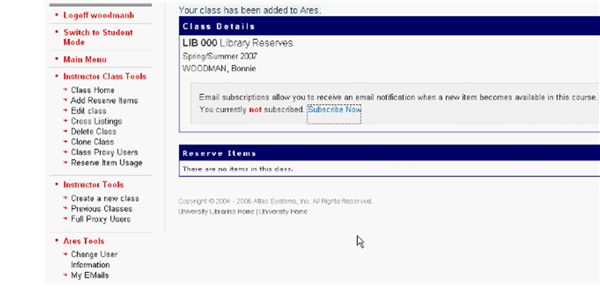 Logoff woodmanb
Switch to Student
Mode
Main Menu
Instructor Class Tools
Class Home
Add Reserve Items
Edit class
Cross Listings
Delete Class
Clone Class
Class Proxy Users
Reserve Item Usage
Instructor Tools
Create a new class
Previous Classes
Full Proxy Users
Ares Tools
Change User
Information
My EMails
Your class has been added to Ares.
Class Details
LIB 000 Library Reserves
Spring/Summer 2007
WOODMAN, Bonnie
Email subscriptions allow you to receive an email notification when a new item becomes available in this course.
You currently not subscribed. Subscribe Now
Reserve Items
There are no items in this class.
Copyright © 2004 - 2006 Atlas Systems, Inc. All Rights Reserved.
University Libraries Home | University Home